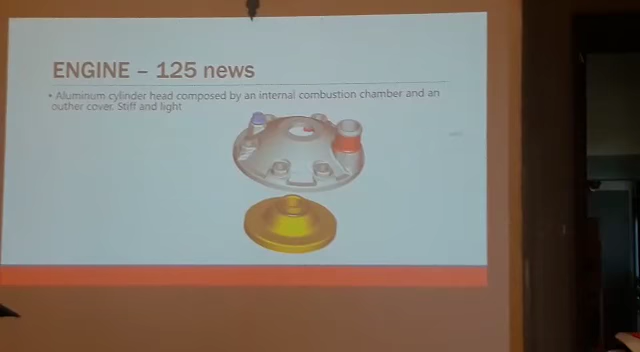 ENGINE – 125 news
• Aluminum cylinder head composed by an internal combustion chamber and an
outher cover. Stiff and light